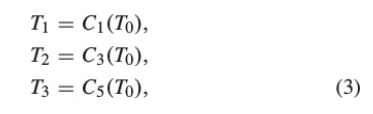 T₁ = C₁(T₀),
T₂ = C₃(T₀),
T₃ = C₅(T₀), (3)